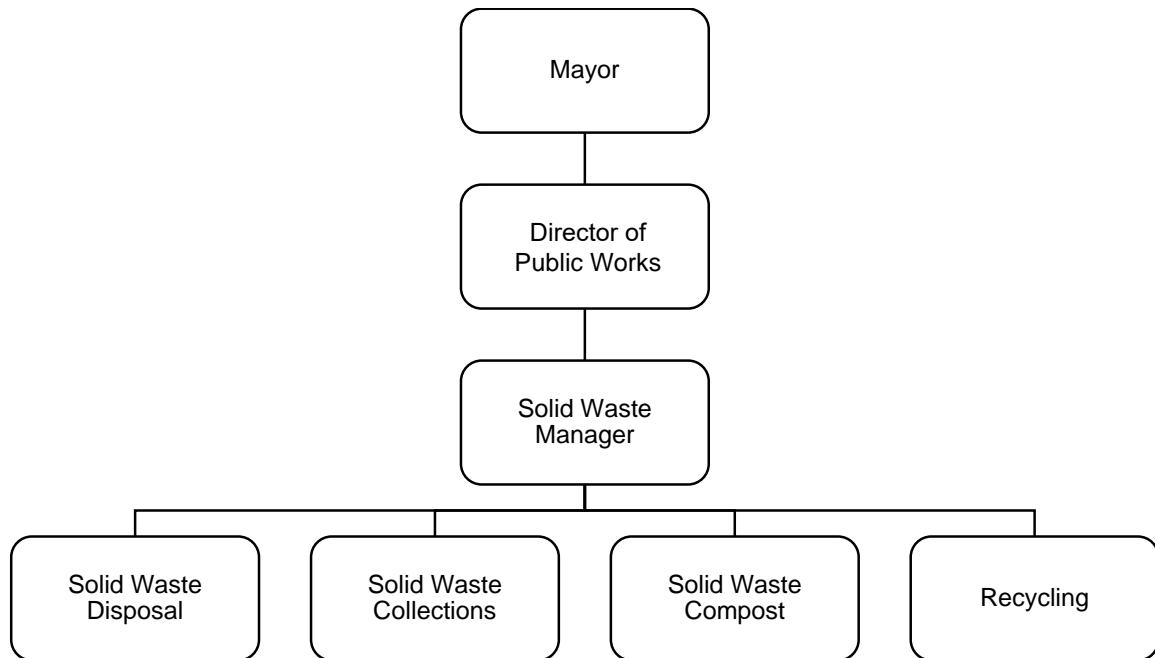 Mayor
Director of
Public Works
Solid Waste
Manager
Solid Waste
Disposal
Solid Waste
Collections
Solid Waste
Compost
Recycling